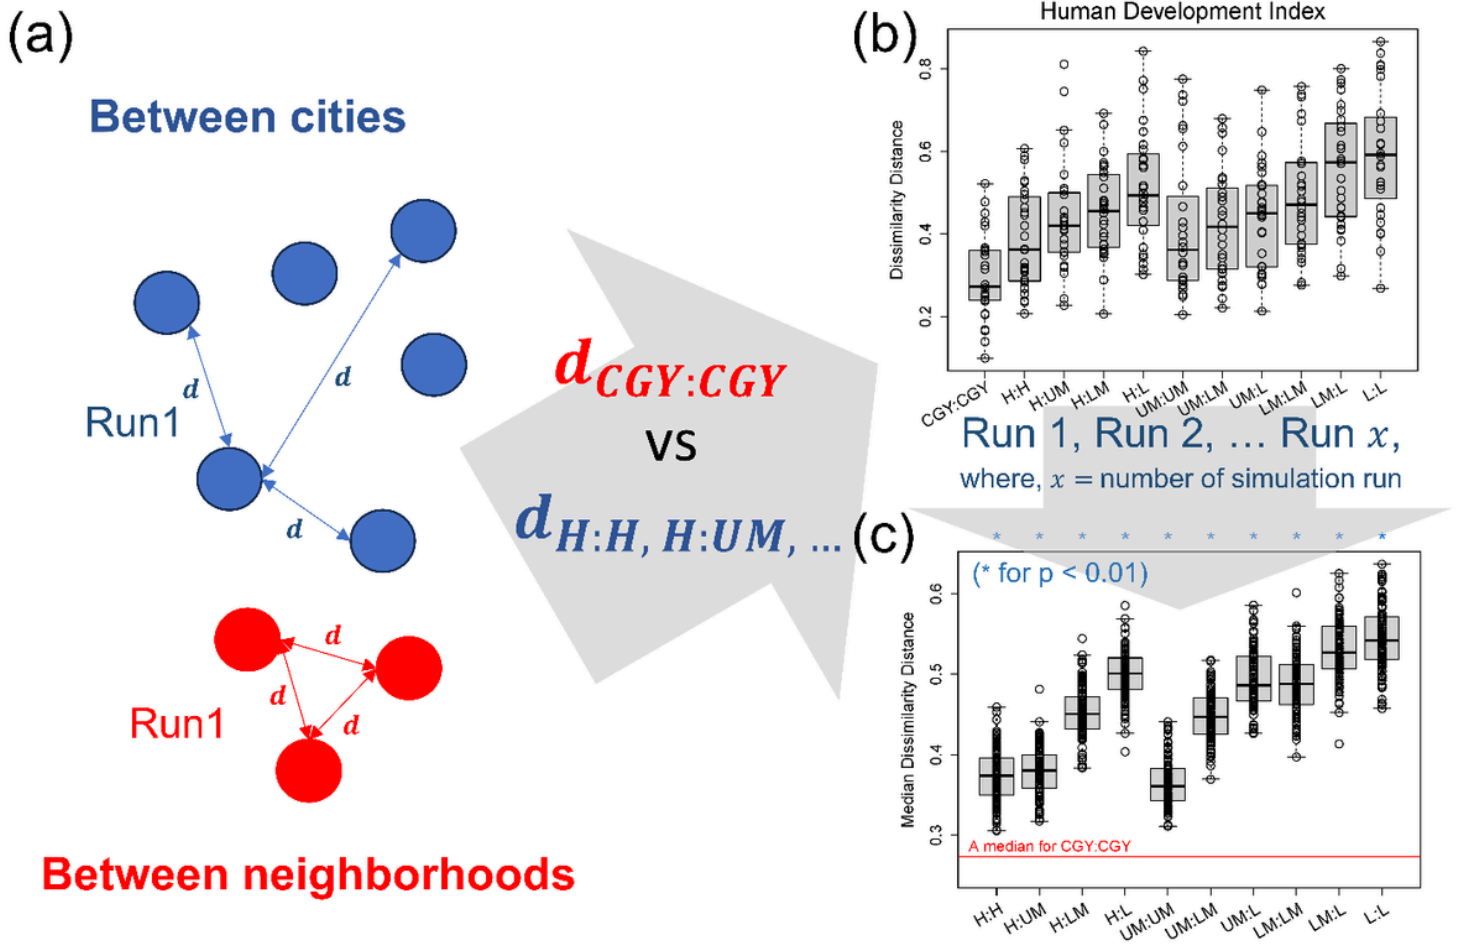 (a)
Between cities
d
d
Run1
d
d
d
d
Run1
Between neighborhoods
d CGY:CGY
vs
d H:H, H:UM, ...
(b)
Human Development Index
Dissimilarity Distance
0.8
0.6
0.4
0.2
CGY:CGY H:H H:UM H:LM H:L UM:UM UM:LM UM:L LM:LM LM:L L:L
Run 1, Run 2, … Run x,
where, x = number of simulation run
(c)
* * * * * * * * * *
(* for p < 0.01)
Median Dissimilarity Distance
0.6
0.5
0.4
0.3
A median for CGY:CGY
H:H H:UM H:LM H:L UM:UM UM:LM UM:L LM:LM LM:L L:L